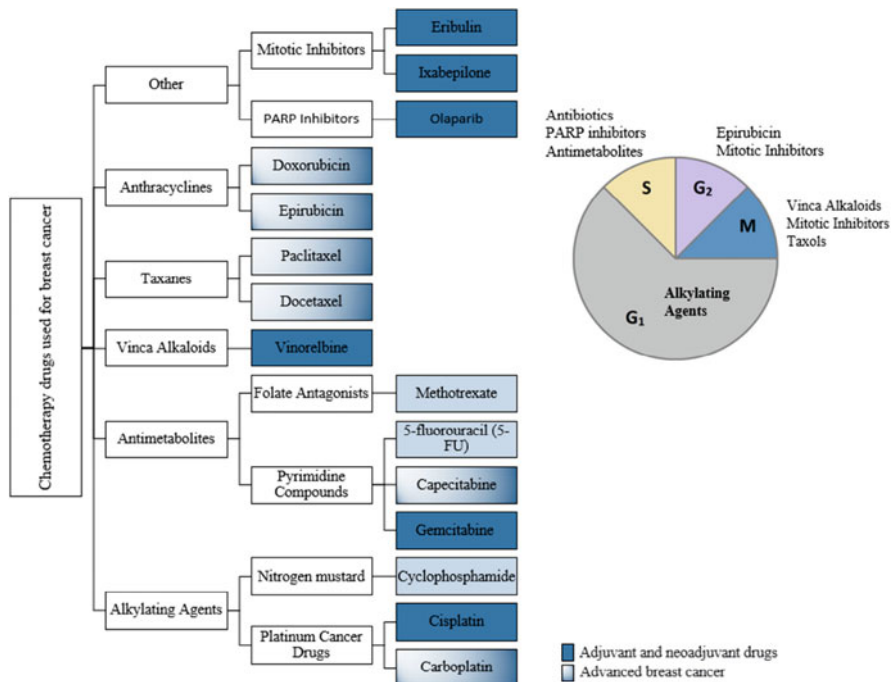 Chemotherapy drugs used for breast cancer
Other
Mitotic Inhibitors
Eribulin
Ixabepilone
PARP Inhibitors
Olaparib
Anthracyclines
Doxorubicin
Epirubicin
Taxanes
Paclitaxel
Docetaxel
Vinca Alkaloids
Vinorelbine
Antimetabolites
Folate Antagonists
Methotrexate
Pyrimidine
Compounds
5-fluorouracil (5-
FU)
Capecitabine
Gemcitabine
Alkylating Agents
Nitrogen mustard
Cyclophosphamide
Platinum Cancer
Drugs
Cisplatin
Carboplatin
Antibiotics
PARP inhibitors
Antimetabolites
Epirubicin
Mitotic Inhibitors
Vinca Alkaloids
Mitotic Inhibitors
Taxols
S
G₂
M
G₁
Alkylating
Agents
Adjuvant and neoadjuvant drugs
Advanced breast cancer